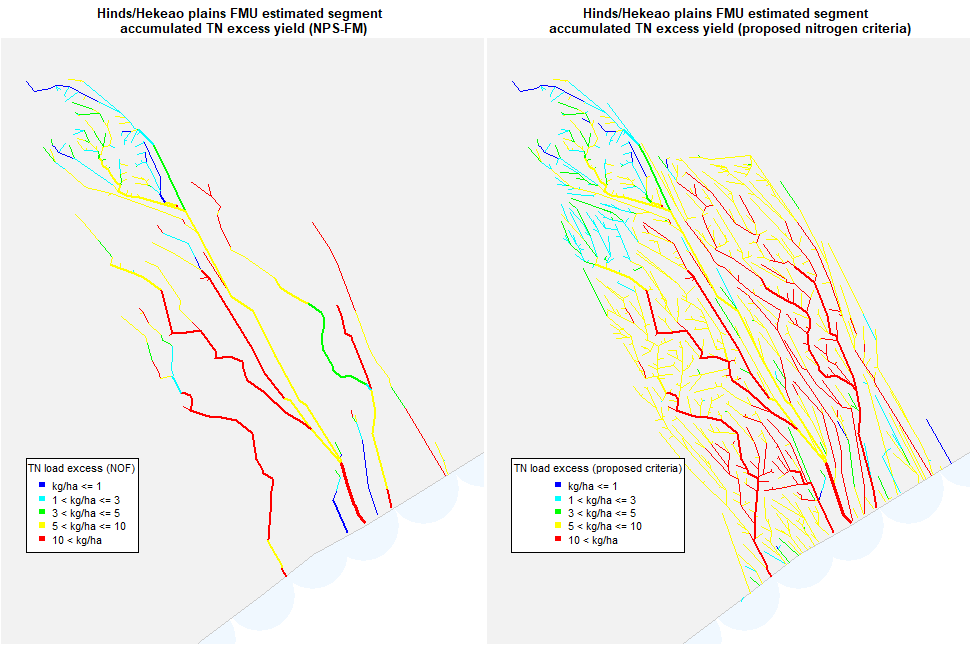 Hinds/Hekeao plains FMU estimated segment
accumulated TN excess yield (NPS-FM)
TN load excess (NOF)
kg/ha <= 1
1 < kg/ha <= 3
3 < kg/ha <= 5
5 < kg/ha <= 10
10 < kg/ha
Hinds/Hekeao plains FMU estimated segment
accumulated TN excess yield (proposed nitrogen criteria)
TN load excess (proposed criteria)
kg/ha <= 1
1 < kg/ha <= 3
3 < kg/ha <= 5
5 < kg/ha <= 10
10 < kg/ha